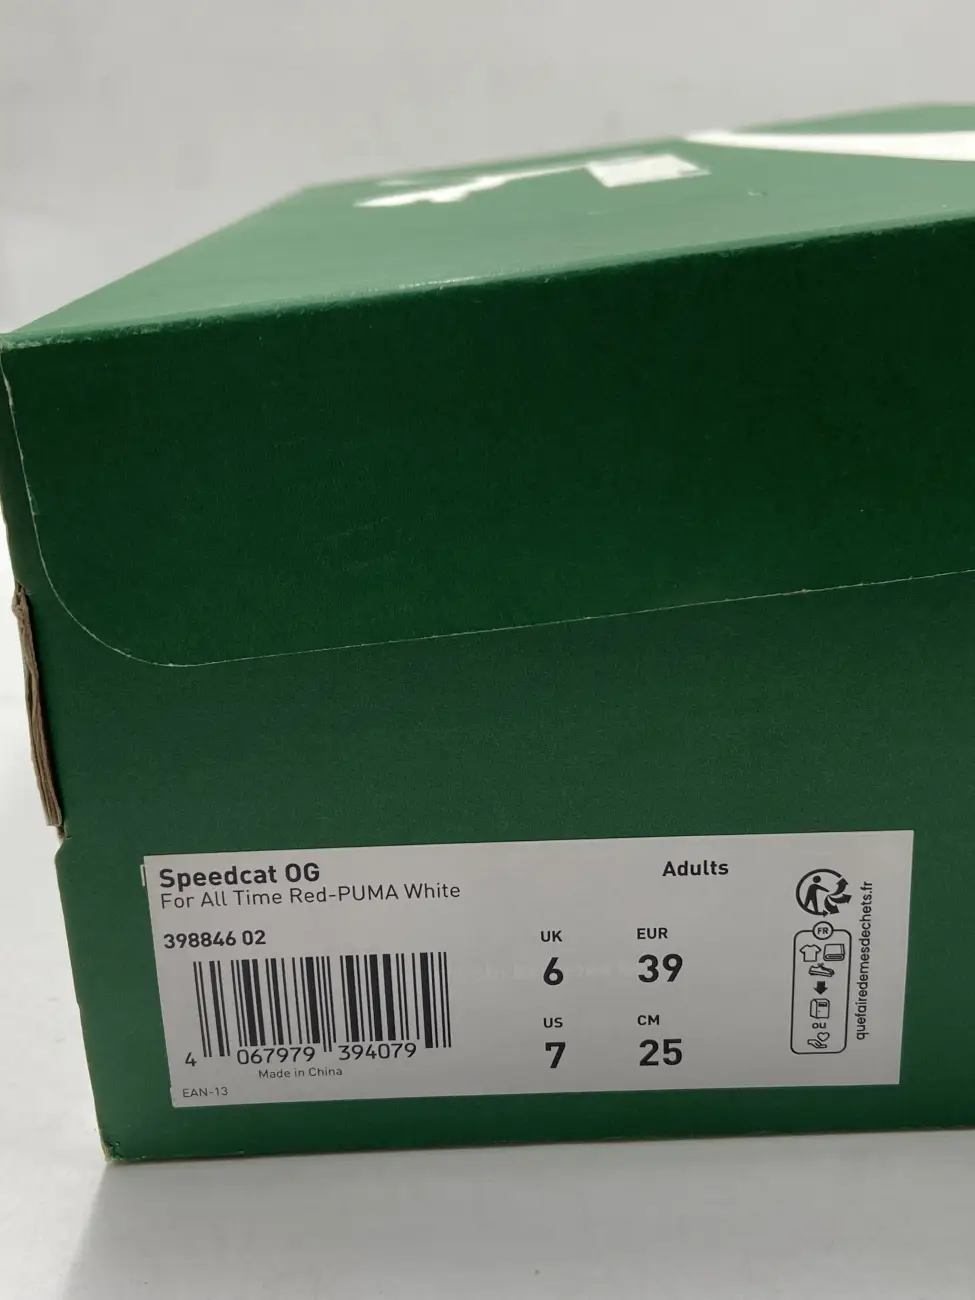 Speedcat OG
For All Time Red-PUMA White
398846 02
4 067979 394079
Made in China
EAN-13
Adults
UK
6
EUR
39
US
7
CM
25
FR
OU
quefairedemesdechets.fr